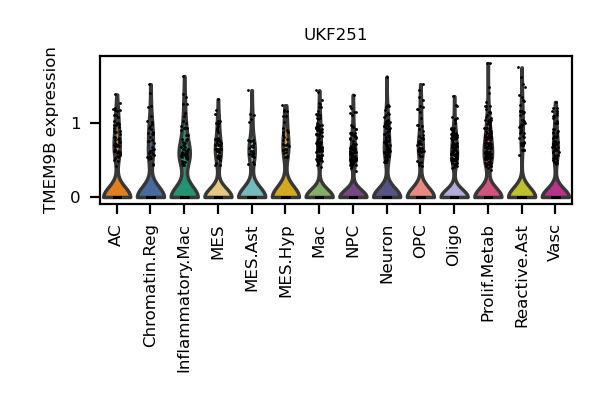 UKF251
TMEM9B expression
1
0
AC
Chromatin.Reg
Inflammatory.Mac
MES
MES.Ast
MES.Hyp
Mac
NPC
Neuron
OPC
Oligo
Prolif.Metab
Reactive.Ast
Vasc